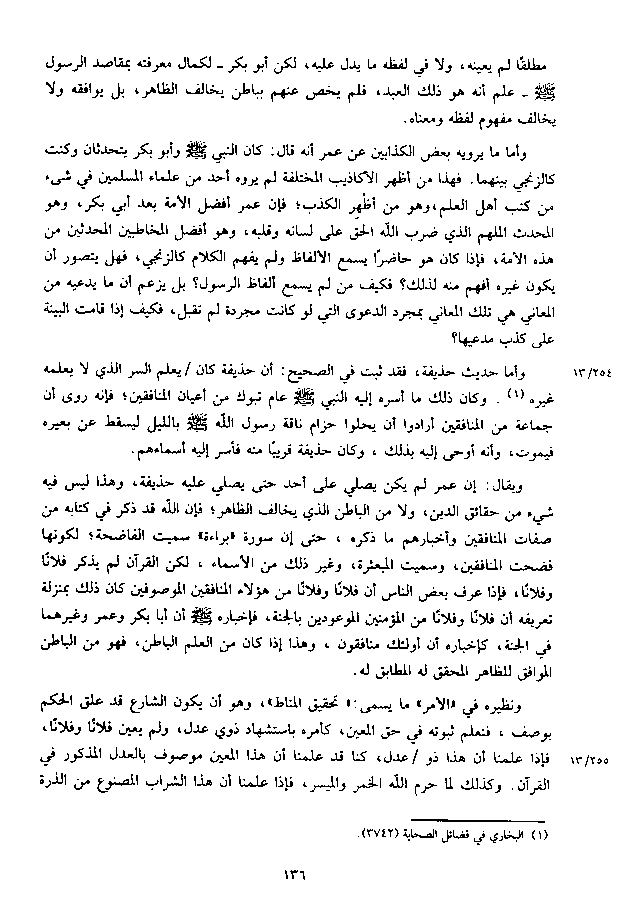 مطلقًا لم يعينه، ولا في لفظه ما يدل عليه، لكن أبو بكر ـ لكمال معرفته بمقاصد الرسول
ﷺ ـ علم أنه هو ذلك العبد، فلم يخص عنهم بباطن يخالف الظاهر، بل يوافقه ولا
يخالف مفهوم لفظه ومعناه.
وأما ما يرويه بعض الكذابين عن عمر أنه قال: كان النبي ﷺ وأبو بكر يتحدثان وكنت
كالزنجي بينهما. فهذا من أظهر الأكاذيب المختلقة لم يروه أحد من علماء المسلمين في شىء
من كتب أهل العلم،وهو من أظهر الكذب؛ فإن عمر أفضل الأمة بعد أبي بكر، وهو
المحدث الملهم الذي ضرب الله الحق على لسانه وقلبه، وهو أفضل المخاطبين المحدثين من
هذه الأمة، فإذا كان هو حاضرًا يسمع الألفاظ ولم يفهم الكلام كالزنجي، فهل يتصور أن
يكون غيره أفهم منه لذلك؟ فكيف من لم يسمع ألفاظ الرسول؟ بل يزعم أن ما يدعيه من
المعاني هي تلك المعاني بمجرد الدعوى التي لو كانت مجردة لم تقبل، فكيف إذا قامت البينة
على كذب مدعيها؟
وأما حديث حذيفة، فقد ثبت في الصحيح: أن حذيفة كان /يعلم السر الذي لا يعلمه ١٣/٢٥٤
غيره (١) . وكان ذلك ما أسره إليه النبي ﷺ عام تبوك من أعيان المنافقين؛ فإنه روى أن
جماعة من المنافقين أرادوا أن يحلوا حزام ناقة رسول الله ﷺ بالليل ليسقط عن بعيره
فيموت، وأنه أوحى إليه بذلك ، وكان حذيفة قريبًا منه فأسر إليه أسماءهم.
ويقال: إن عمر لم يكن يصلي على أحد حتى يصلي عليه حذيفة، وهذا ليس فيه
شيء من حقائق الدين، ولا من الباطن الذي يخالف الظاهر؛ فإن الله قد ذكر في كتابه من
صفات المنافقين وأخبارهم ما ذكره ، حتى إن سورة «براءة» سميت الفاضحة؛ لكونها
فضحت المنافقين، وسميت المبعثرة، وغير ذلك من الأسماء ، لكن القرآن لم يذكر فلانًا
وفلانًا، فإذا عرف بعض الناس أن فلانًا وفلانًا من هؤلاء المنافقين الموصوفين كان ذلك بمنزلة
تعريفه أن فلانًا وفلانًا من المؤمنين الموعودين بالجنة، فإخباره ﷺ أن أبا بكر وعمر وغيرهما
في الجنة، كإخباره أن أولئك منافقون ، وهذا إذا كان من العلم الباطن، فهو من الباطن
الموافق للظاهر المحقق له المطابق له.
ونظيره في «الأمر» ما يسمى:« تحقيق المناط»، وهو أن يكون الشارع قد علق الحكم
بوصف ، فنعلم ثبوته في حق المعين، كأمره باستشهاد ذوي عدل، ولم يعين فلانًا وفلانًا،
فإذا علمنا أن هذا ذو /عدل، كنا قد علمنا أن هذا المعين موصوف بالعدل المذكور في ١٣/٢٥٥
القرآن. وكذلك لما حرم الله الخمر والميسر، فإذا علمنا أن هذا الشراب المصنوع من الذرة
(١) البخاري في فضائل الصحابة (٣٧٤٢).
١٣٦